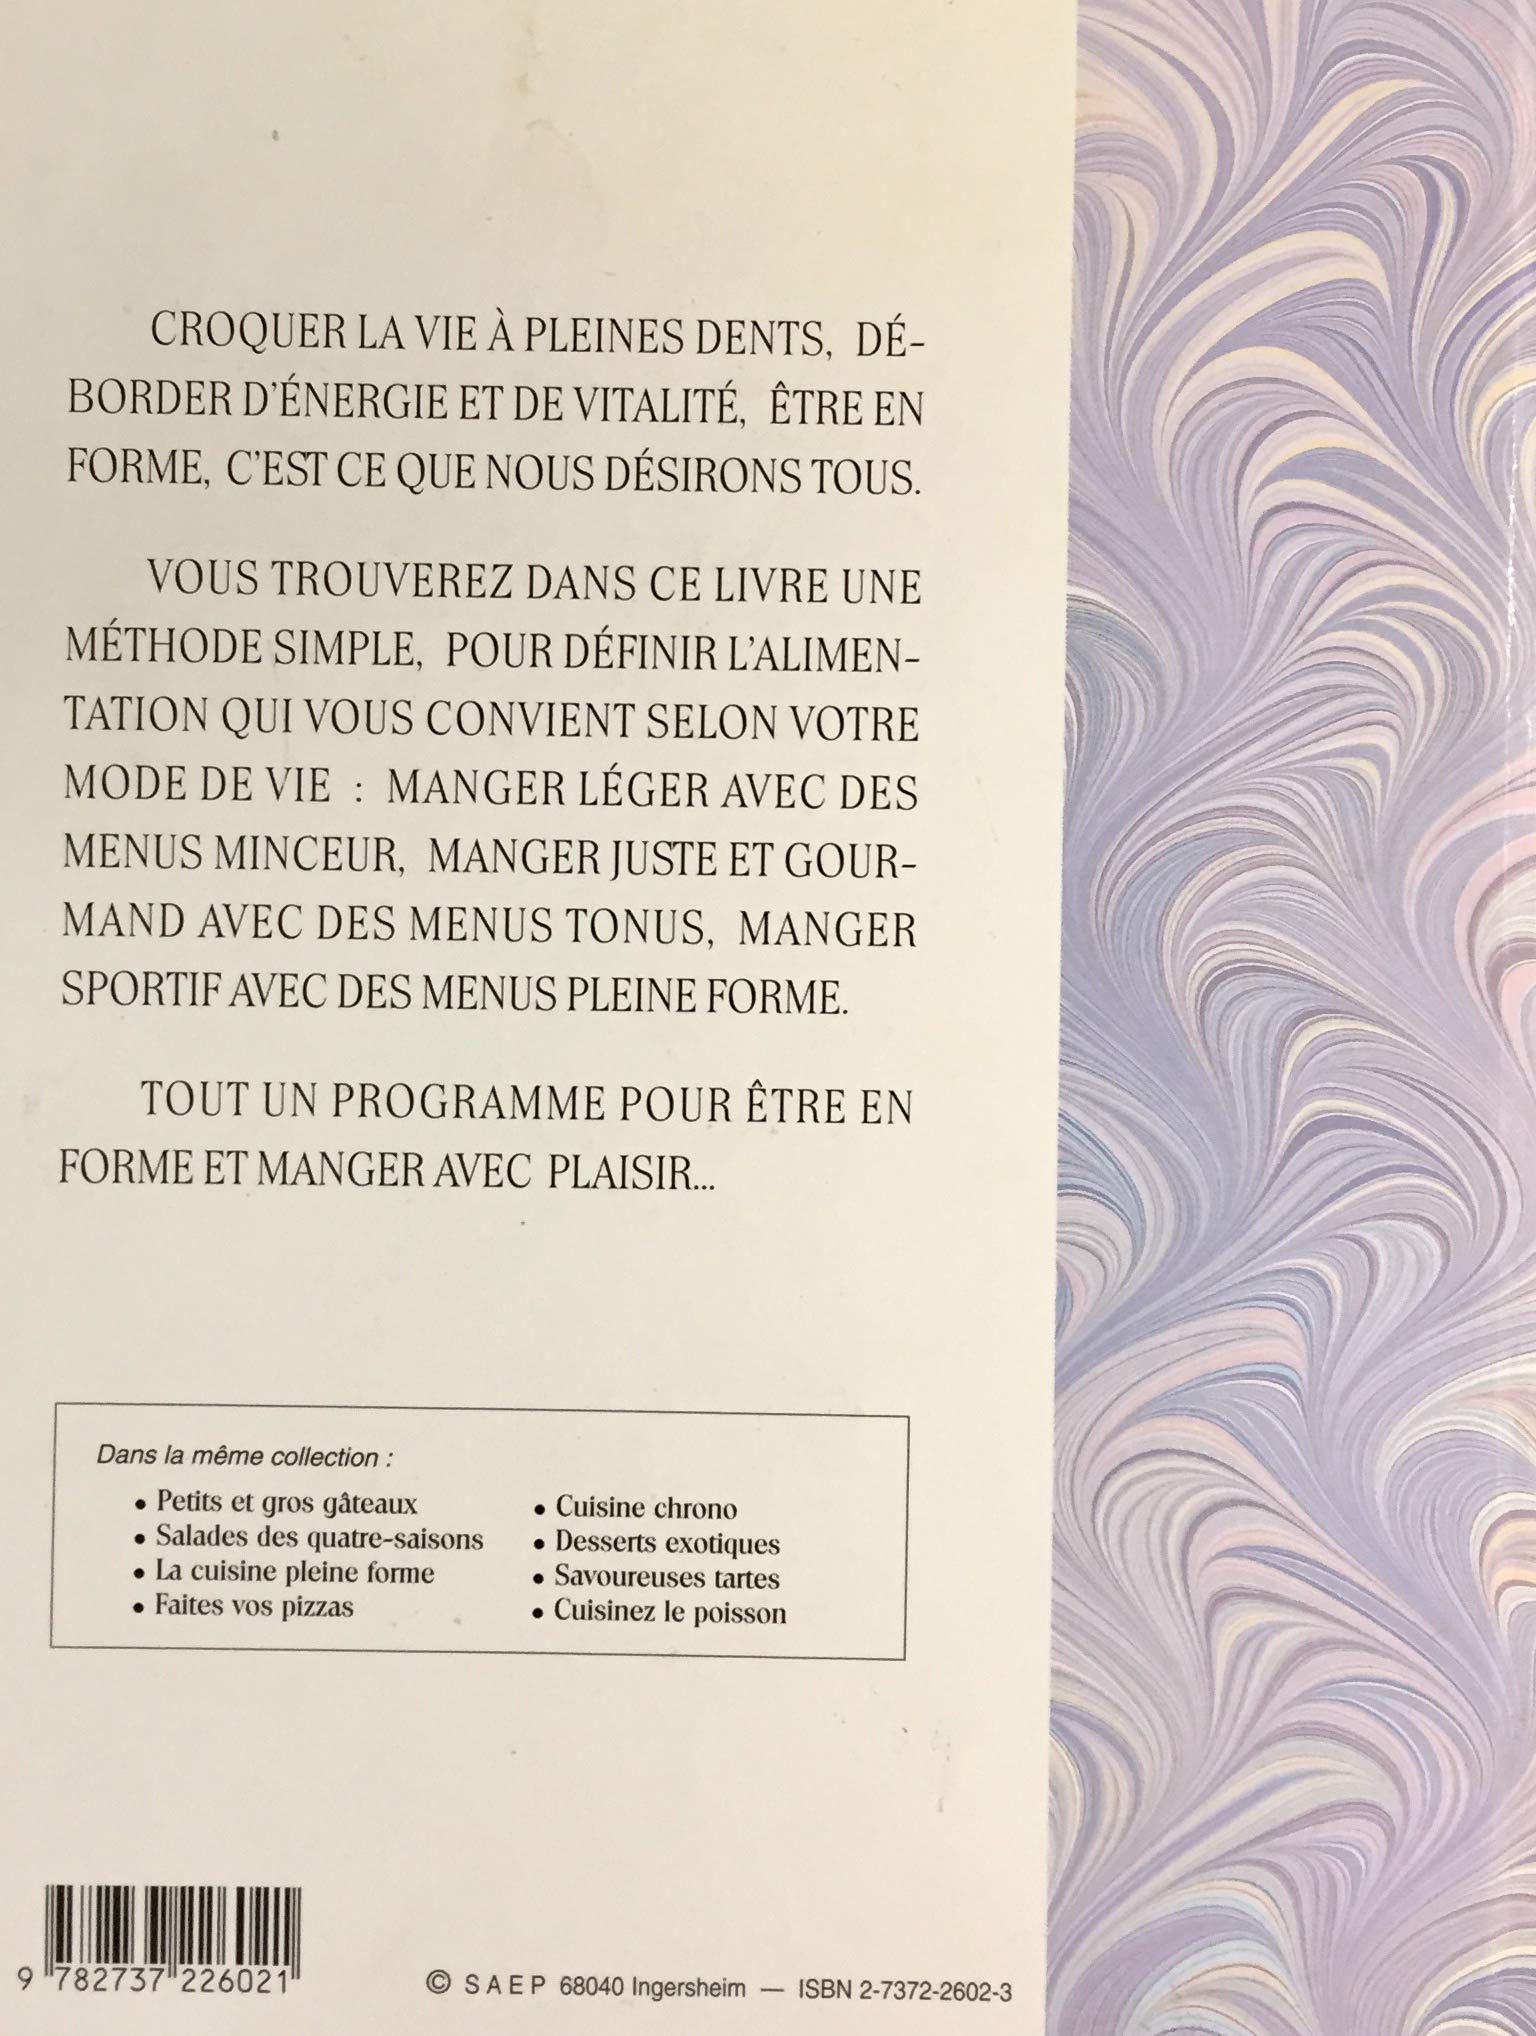 CROQUER LA VIE À PLEINES DENTS, DÉ-
BORDER D'ÉNERGIE ET DE VITALITÉ, ÊTRE EN
FORME, C'EST CE QUE NOUS DÉSIRONS TOUS.
VOUS TROUVEREZ DANS CE LIVRE UNE
MÉTHODE SIMPLE, POUR DÉFINIR L'ALIMEN-
TATION QUI VOUS CONVIENT SELON VOTRE
MODE DE VIE : MANGER LÉGER AVEC DES
MENUS MINCEUR, MANGER JUSTE ET GOUR-
MAND AVEC DES MENUS TONUS, MANGER
SPORTIF AVEC DES MENUS PLEINE FORME.
TOUT UN PROGRAMME POUR ÊTRE EN
FORME ET MANGER AVEC PLAISIR...
Dans la même collection :
• Petits et gros gâteaux
• Salades des quatre-saisons
• La cuisine pleine forme
• Faites vos pizzas
• Cuisine chrono
• Desserts exotiques
• Savoureuses tartes
• Cuisinez le poisson
9 782737 226021
© S A E P 68040 Ingersheim — ISBN 2-7372-2602-3